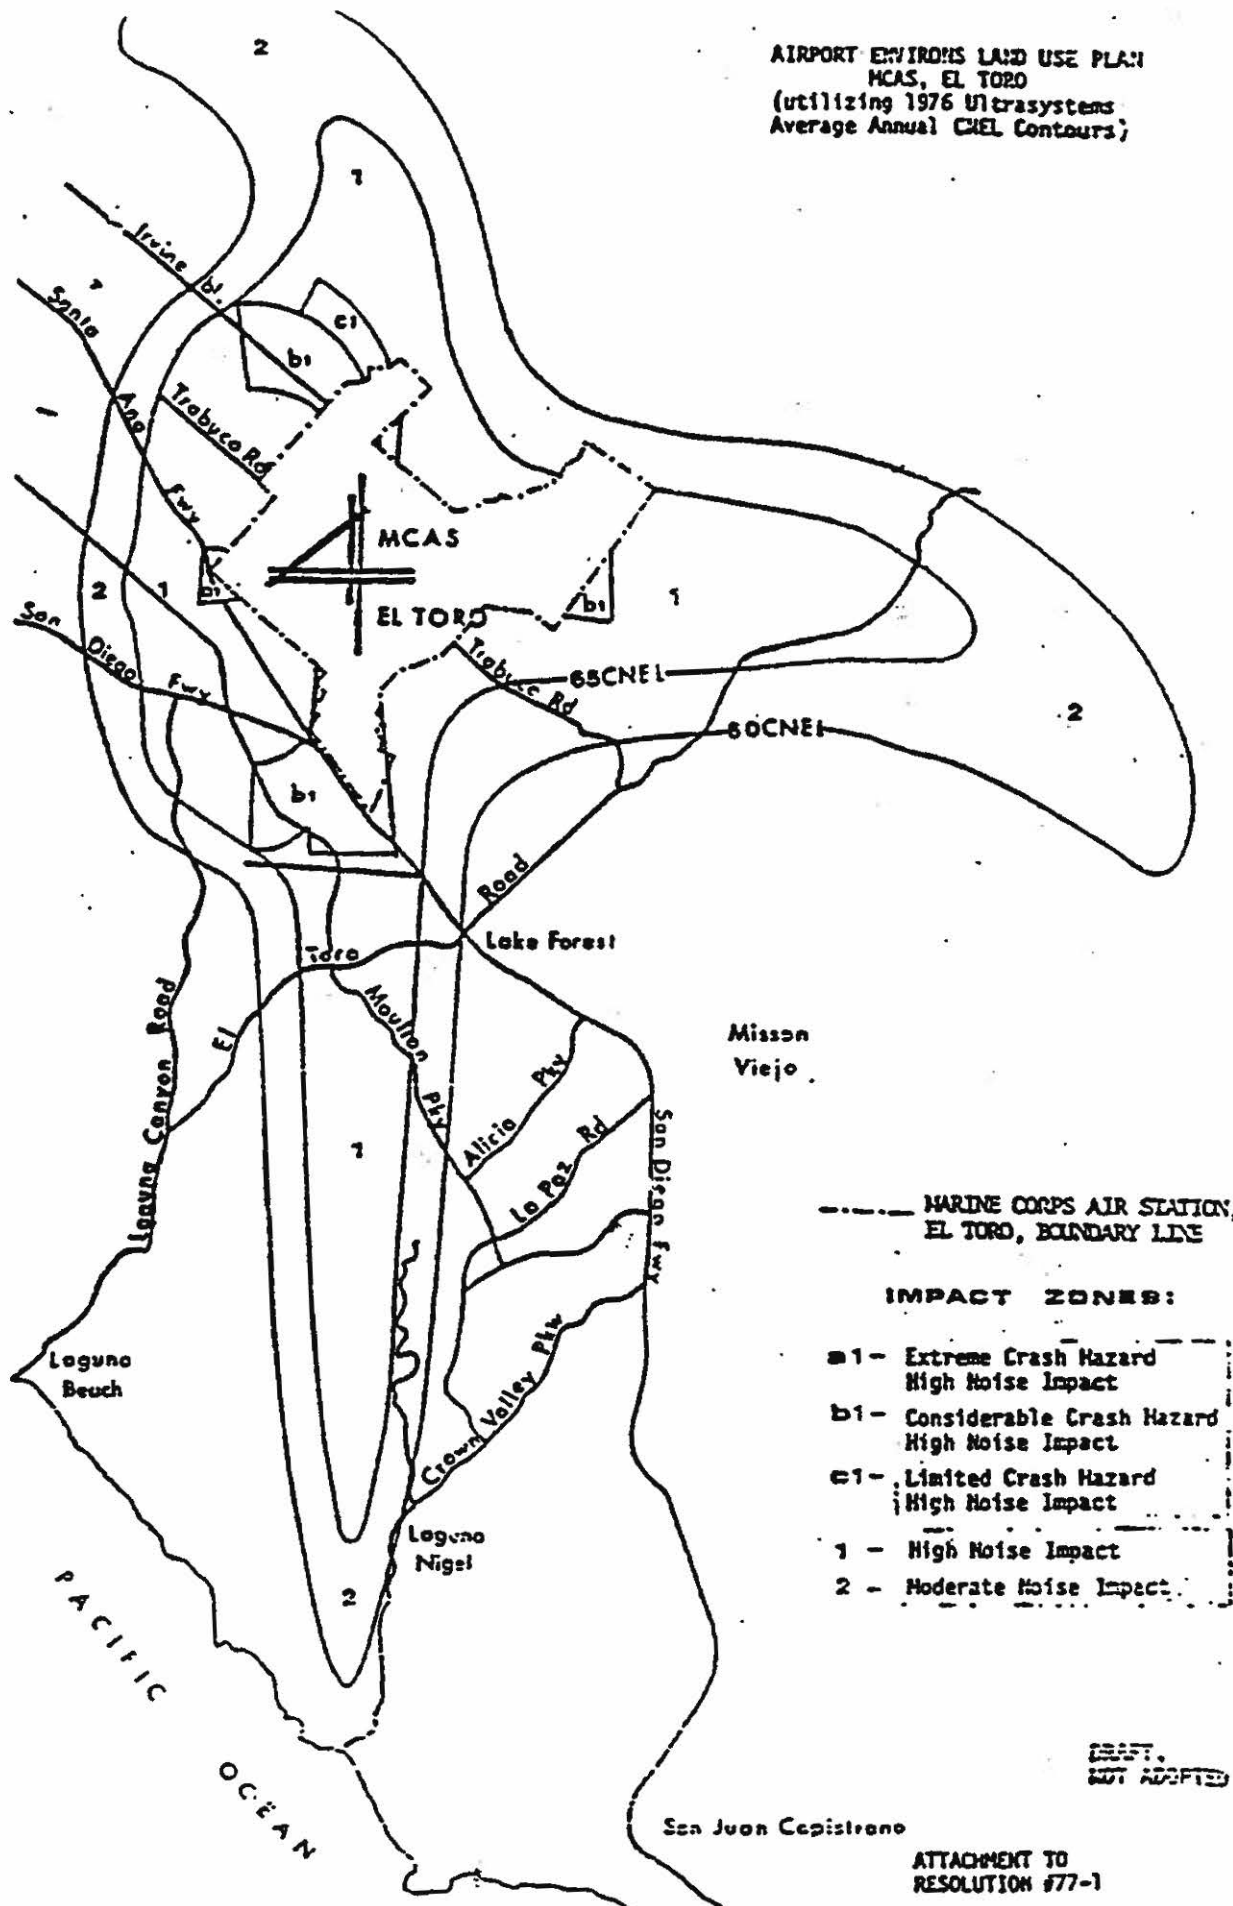 AIRPORT ENVIRONS LAND USE PLAN
MCAS, EL TORO
(utilizing 1976 Ultrasystems
Average Annual CNEL Contours)
2
1
Irvine bl.
Santa
Ana
Fwy
c1
b1
Trabuco Rd
MCAS
EL TORO
2
1
b1
1
San
Diego
Fwy
Trabuco Rd
65CNEL
60CNEL
2
b1
Road
Lake Forest
Toro
El
Moulton
Pky
Laguna Canyon Road
Misson
Viejo
Alicia Pky
La Paz Rd
San Diego Fwy
1
MARINE CORPS AIR STATION,
EL TORO, BOUNDARY LINE
IMPACT ZONES:
a1- Extreme Crash Hazard
High Noise Impact
b1- Considerable Crash Hazard
High Noise Impact
c1- Limited Crash Hazard
High Noise Impact
1 - High Noise Impact
2 - Moderate Noise Impact
Laguna
Beach
Crown Valley Pkw
Laguna
Nigel
2
PACIFIC
OCEAN
DRAFT,
NOT ADOPTED
San Juan Capistrano
ATTACHMENT TO
RESOLUTION #77-1